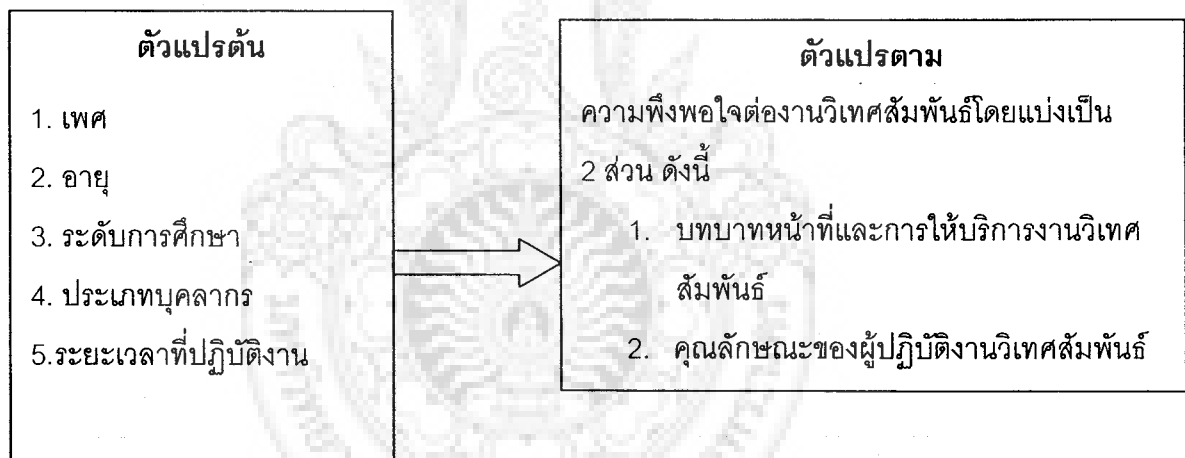 ตัวแปรต้น
1. เพศ
2. อายุ
3. ระดับการศึกษา
4. ประเภทบุคลากร
5.ระยะเวลาที่ปฏิบัติงาน
ตัวแปรตาม
ความพึงพอใจต่องานวิเทศสัมพันธ์โดยแบ่งเป็น
2 ส่วน ดังนี้
1. บทบาทหน้าที่และการให้บริการงานวิเทศ
สัมพันธ์
2. คุณลักษณะของผู้ปฏิบัติงานวิเทศสัมพันธ์